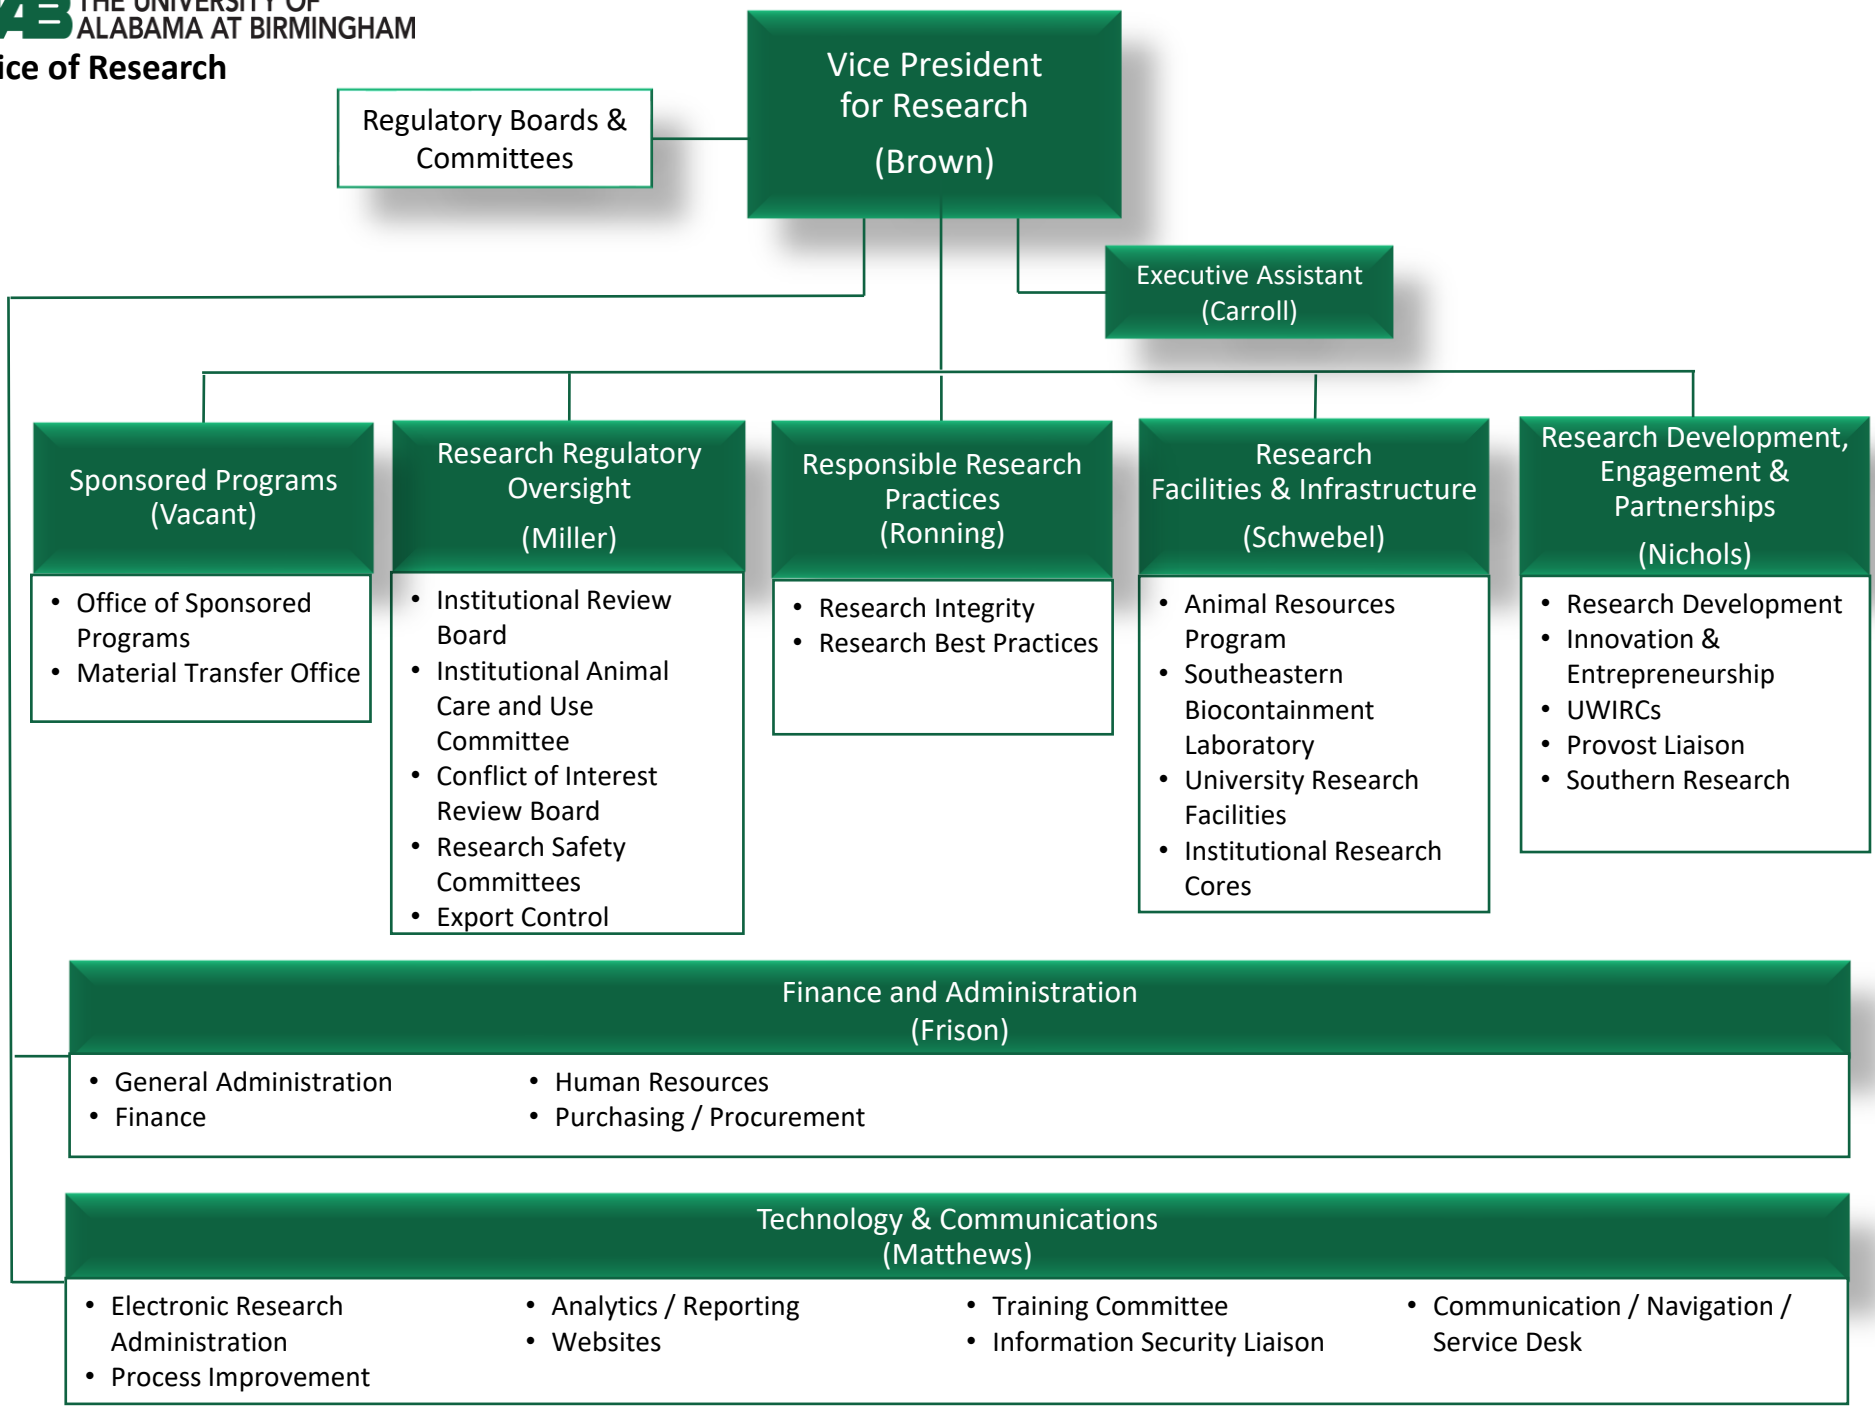 THE UNIVERSITY OF
ALABAMA AT BIRMINGHAM
ice of Research
Vice President
for Research
(Brown)
Regulatory Boards &
Committees
Executive Assistant
(Carroll)
Sponsored Programs
(Vacant)
• Office of Sponsored
Programs
• Material Transfer Office
Research Regulatory
Oversight
(Miller)
• Institutional Review
Board
• Institutional Animal
Care and Use
Committee
• Conflict of Interest
Review Board
• Research Safety
Committees
• Export Control
Responsible Research
Practices
(Ronning)
• Research Integrity
• Research Best Practices
Research
Facilities & Infrastructure
(Schwebel)
• Animal Resources
Program
• Southeastern
Biocontainment
Laboratory
• University Research
Facilities
• Institutional Research
Cores
Research Development,
Engagement &
Partnerships
(Nichols)
• Research Development
• Innovation &
Entrepreneurship
• UWIRCs
• Provost Liaison
• Southern Research
Finance and Administration
(Frison)
• General Administration
• Finance
• Human Resources
• Purchasing / Procurement
Technology & Communications
(Matthews)
• Electronic Research
Administration
• Process Improvement
• Analytics / Reporting
• Websites
• Training Committee
• Information Security Liaison
• Communication / Navigation /
Service Desk